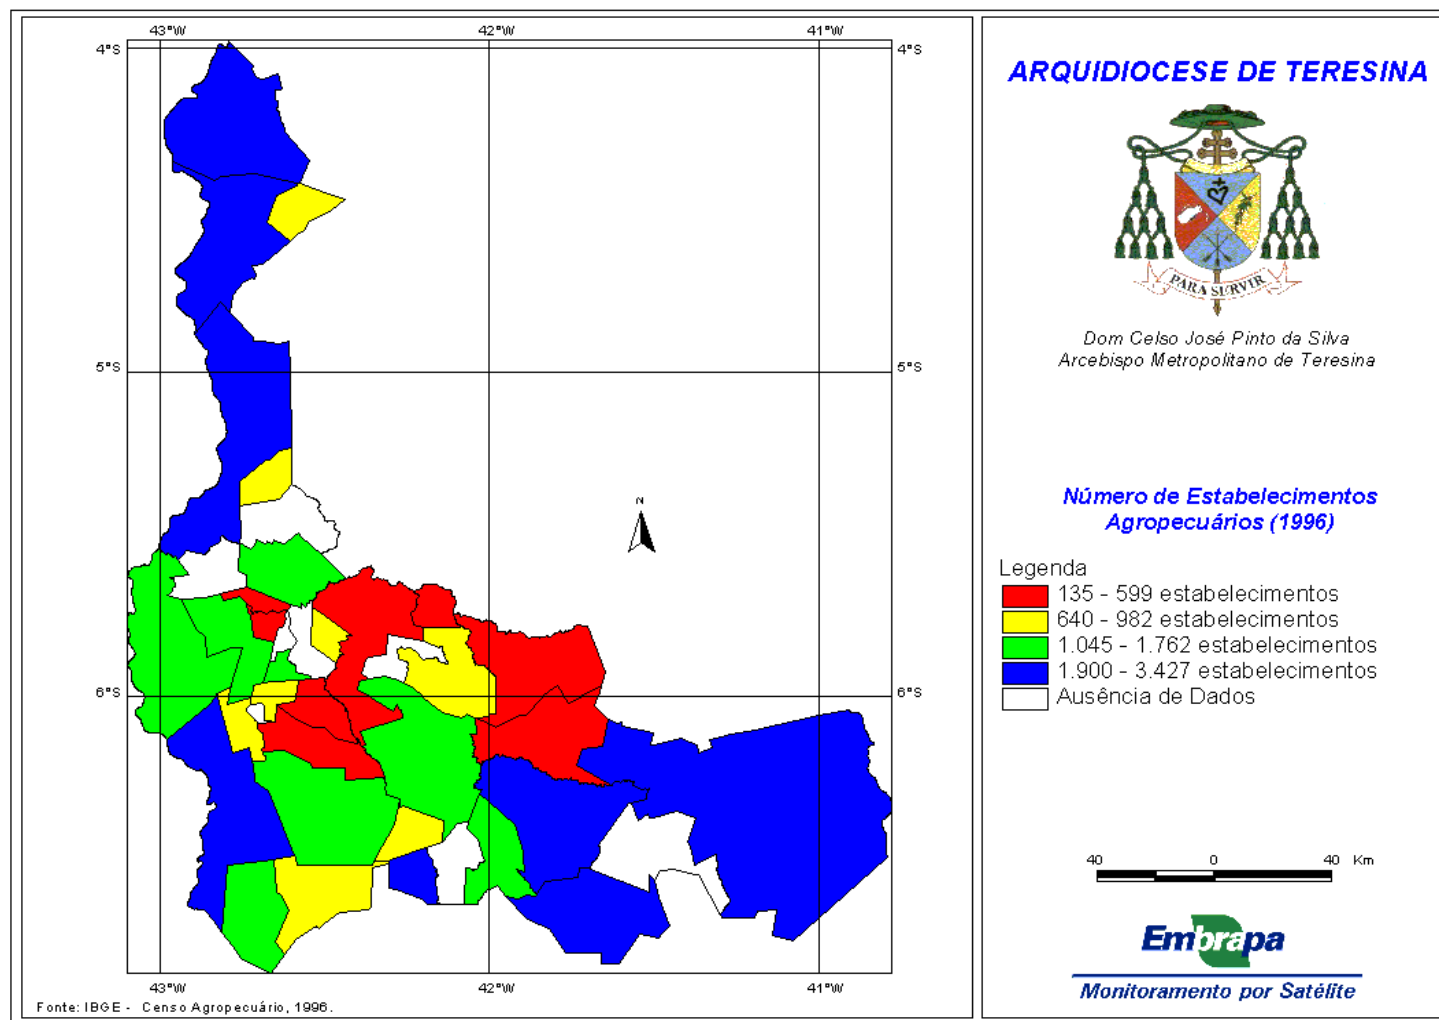 43°W 42°W 41°W
4°S 4°S
5°S 5°S
6°S 6°S
43°W 42°W 41°W
Fonte: IBGE - Censo Agropecuário, 1996.
N
ARQUIDIOCESE DE TERESINA
PARA SERVIR
Dom Celso José Pinto da Silva
Arcebispo Metropolitano de Teresina
Número de Estabelecimentos
Agropecuários (1996)
Legenda
135 - 599 estabelecimentos
640 - 982 estabelecimentos
1.045 - 1.762 estabelecimentos
1.900 - 3.427 estabelecimentos
Ausência de Dados
40 0 40 Km
Embrapa
Monitoramento por Satélite